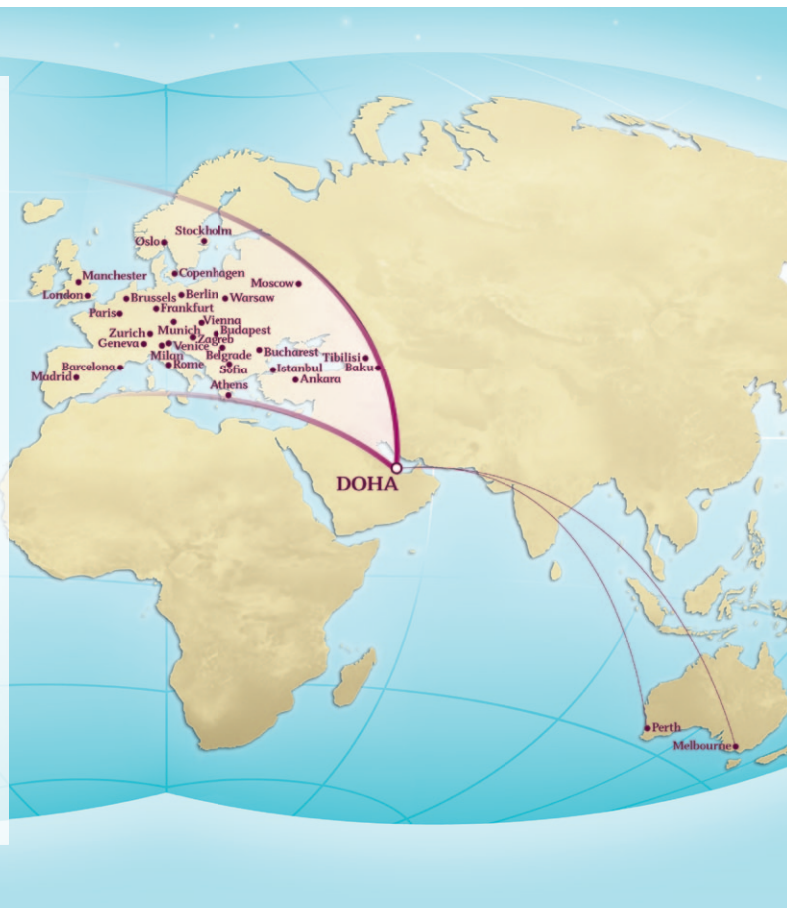 Stockholm
Oslo
Copenhagen
Manchester
Moscow
London
Brussels
Berlin
Warsaw
Paris
Frankfurt
Vienna
Munich
Budapest
Zurich
Zagreb
Geneva
Venice
Milan
Belgrade
Bucharest
Tibilisi
Barcelona
Rome
Sofia
Istanbul
Baku
Madrid
Ankara
Athens
DOHA
Perth
Melbourne